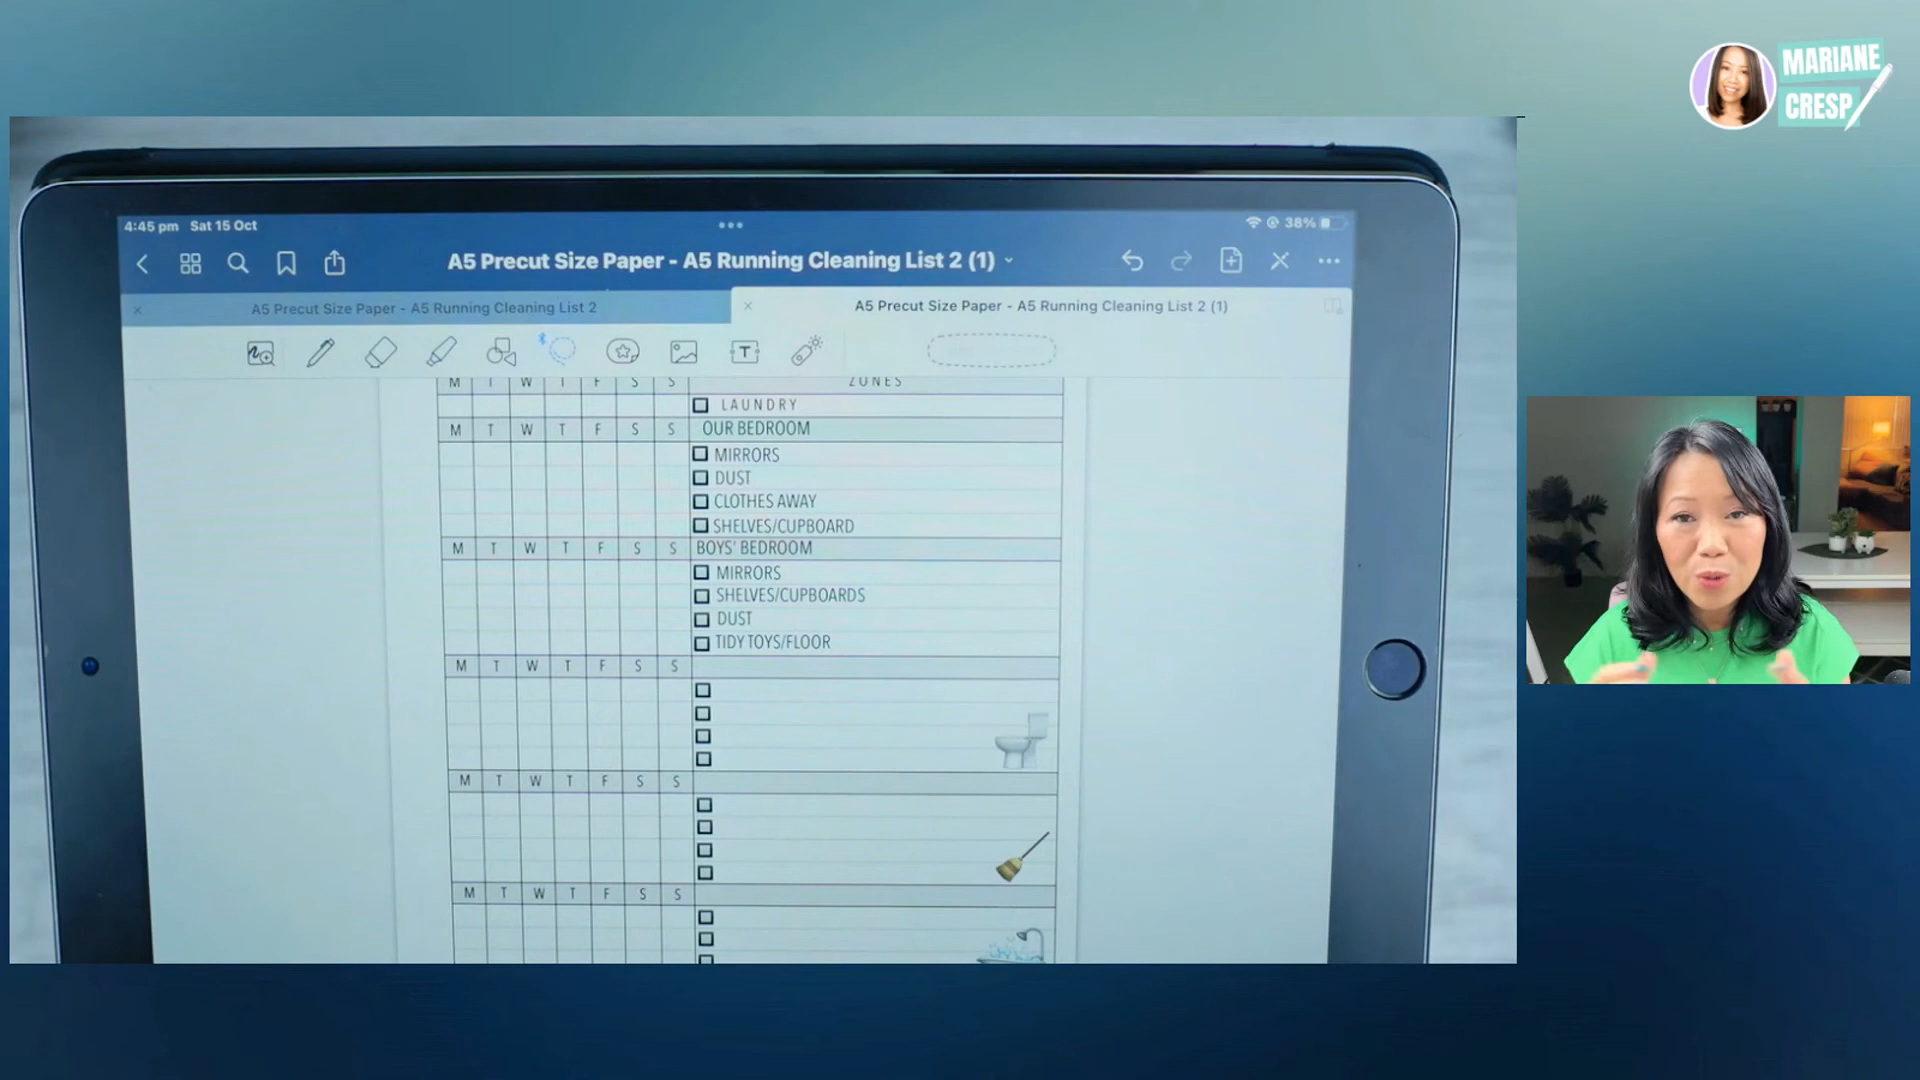 MARIANE
CRESP
4:45 pm Sat 15 Oct
38%
A5 Precut Size Paper - A5 Running Cleaning List 2 (1)
A5 Precut Size Paper - A5 Running Cleaning List 2
A5 Precut Size Paper - A5 Running Cleaning List 2 (1)
T
M T W T F S S ZONES
LAUNDRY
M T W T F S S OUR BEDROOM
MIRRORS
DUST
CLOTHES AWAY
SHELVES/CUPBOARD
M T W T F S S BOYS' BEDROOM
MIRRORS
SHELVES/CUPBOARDS
DUST
TIDY TOYS/FLOOR
M T W T F S S
M T W T F S S
M T W T F S S